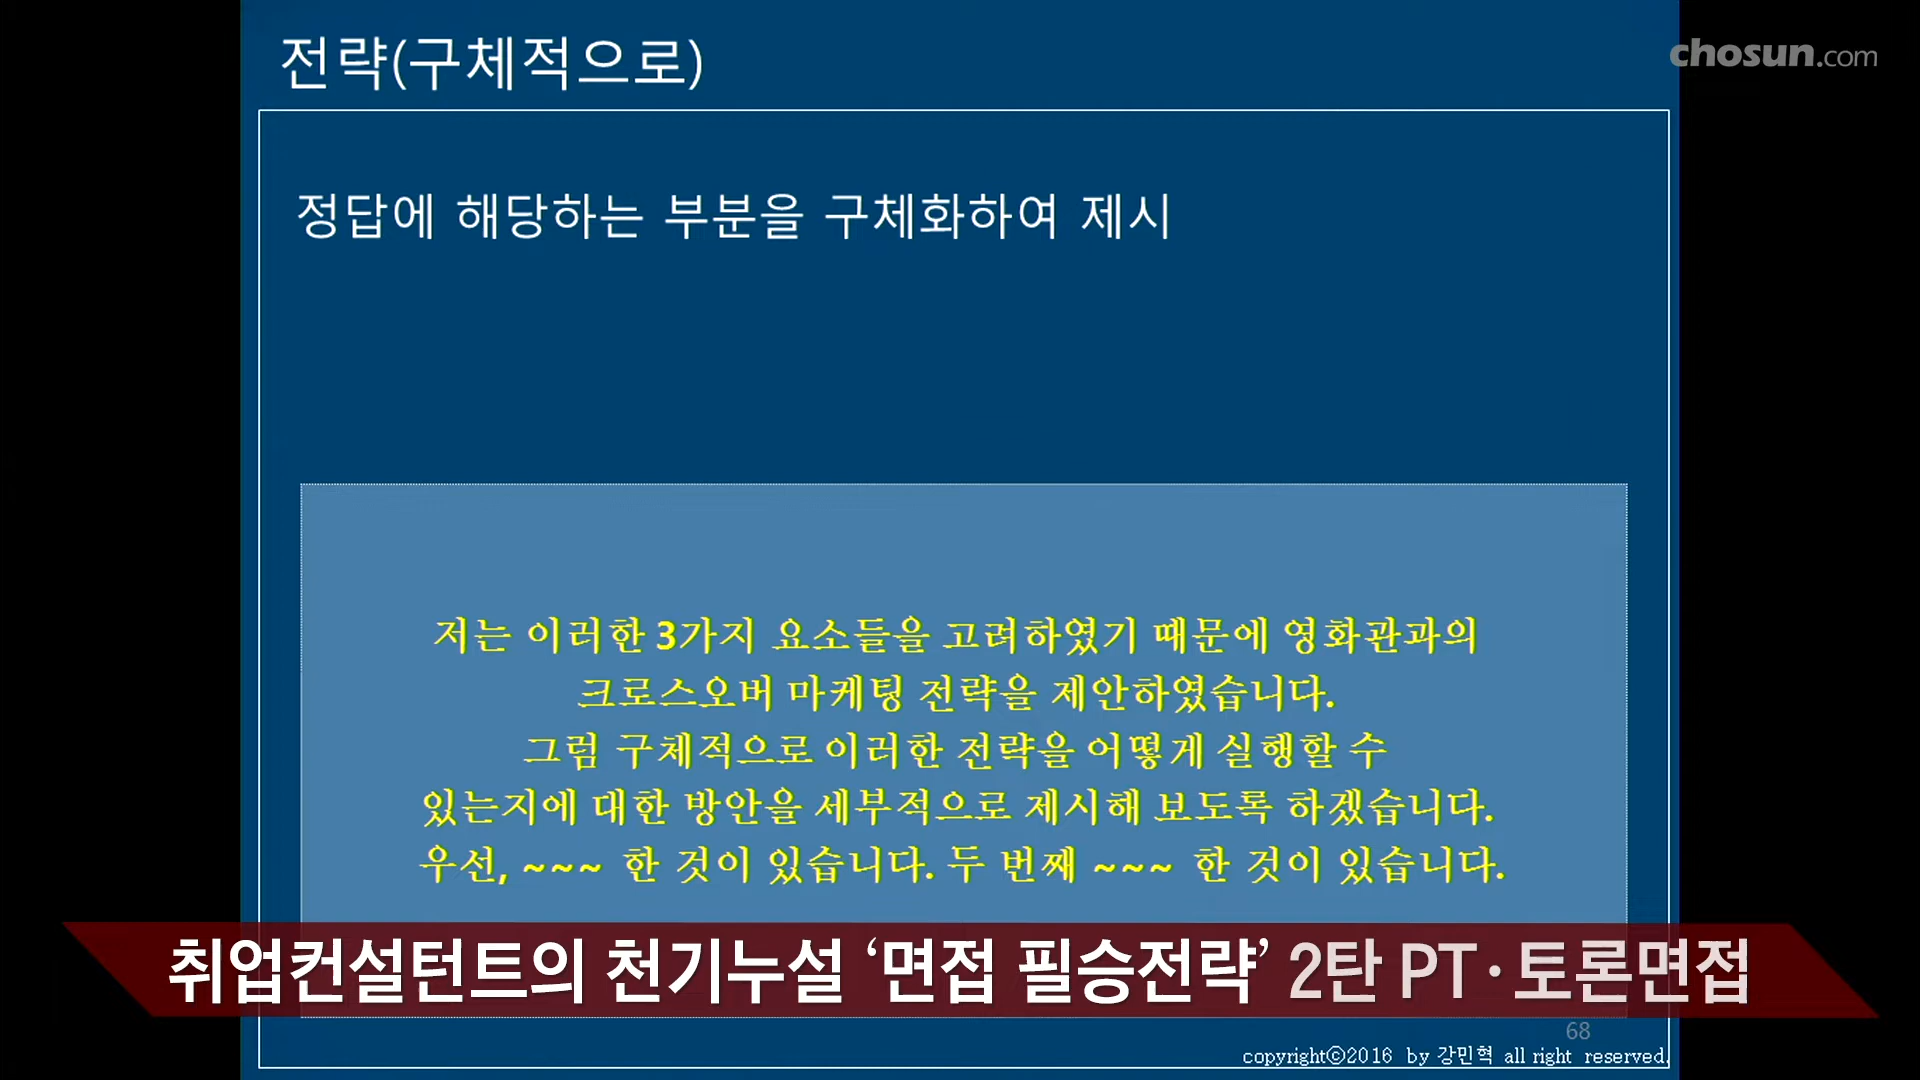 전략(구체적으로)
chosun.com
정답에 해당하는 부분을 구체화하여 제시
저는 이러한 3가지 요소들을 고려하였기 때문에 영화관과의
크로스오버 마케팅 전략을 제안하였습니다.
그럼 구체적으로 이러한 전략을 어떻게 실행할 수
있는지에 대한 방안을 세부적으로 제시해 보도록 하겠습니다.
우선, ~~~ 한 것이 있습니다. 두 번째 ~~~ 한 것이 있습니다.
취업컨설턴트의 천기누설 ‘면접 필승전략’ 2탄 PT·토론면접
68
copyright©2016 by 강민혁 all right reserved.